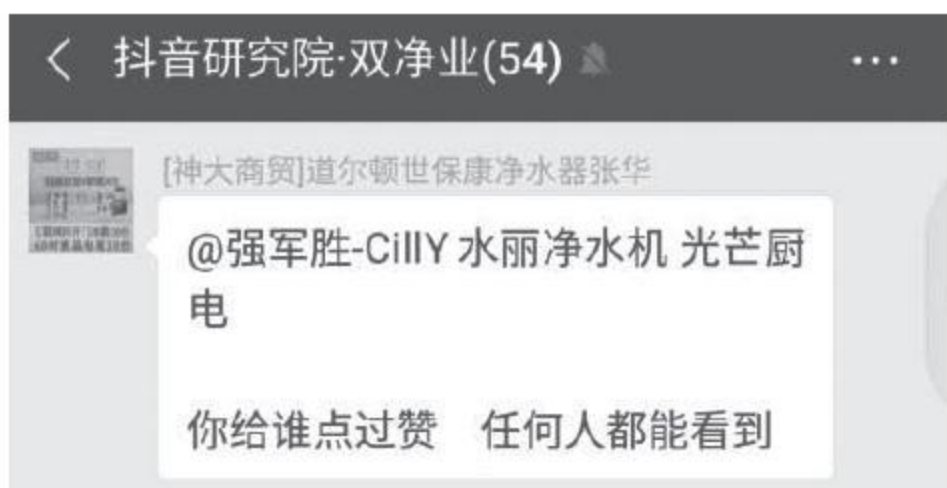 抖音研究院·双净业(54)
[神大商贸]道尔顿世保康净水器张华
@强军胜-CillY 水丽净水机 光芒厨
电
你给谁点过赞 任何人都能看到